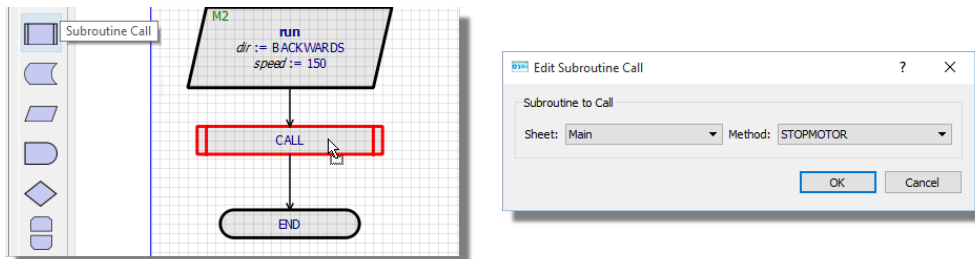 Subroutine Call
M2
run
dir := BACKWARDS
speed := 150
CALL
END
Edit Subroutine Call
Subroutine to Call
Sheet: Main Method: STOPMOTOR
OK Cancel